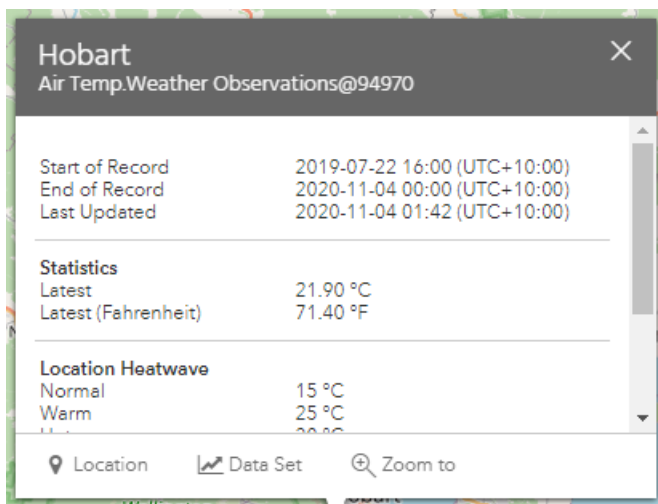 Hobart
Air Temp.Weather Observations@94970
Start of Record 2019-07-22 16:00 (UTC+10:00)
End of Record 2020-11-04 00:00 (UTC+10:00)
Last Updated 2020-11-04 01:42 (UTC+10:00)
Statistics
Latest 21.90 °C
Latest (Fahrenheit) 71.40 °F
Location Heatwave
Normal 15 °C
Warm 25 °C
Location Data Set Zoom to